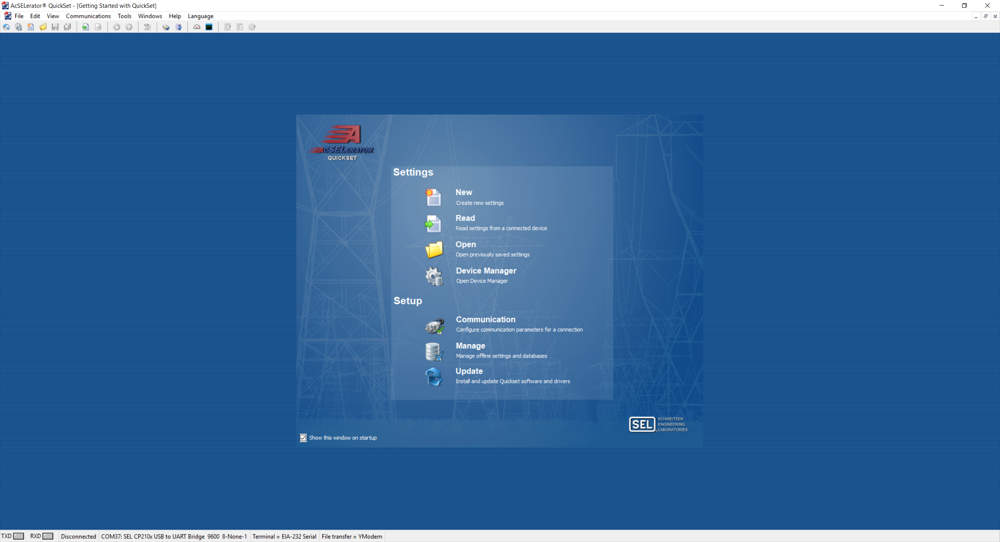 AcSELerator® QuickSet - [Getting Started with QuickSet]
File Edit View Communications Tools Windows Help Language
A
ACSELERATOR
QUICKSET
Settings
New
Create new settings
Read
Read settings from a connected device
Open
Open previously saved settings
Device Manager
Open Device Manager
Setup
Communication
Configure communication parameters for a connection
Manage
Manage offline settings and databases
Update
Install and update Quickset software and drivers
SEL SCHWEITZER
ENGINEERING
LABORATORIES
Show this window on startup
TXD RXD Disconnected COM37: SEL CP210x USB to UART Bridge 9600 8-None-1 Terminal = EIA-232 Serial File transfer = YModem